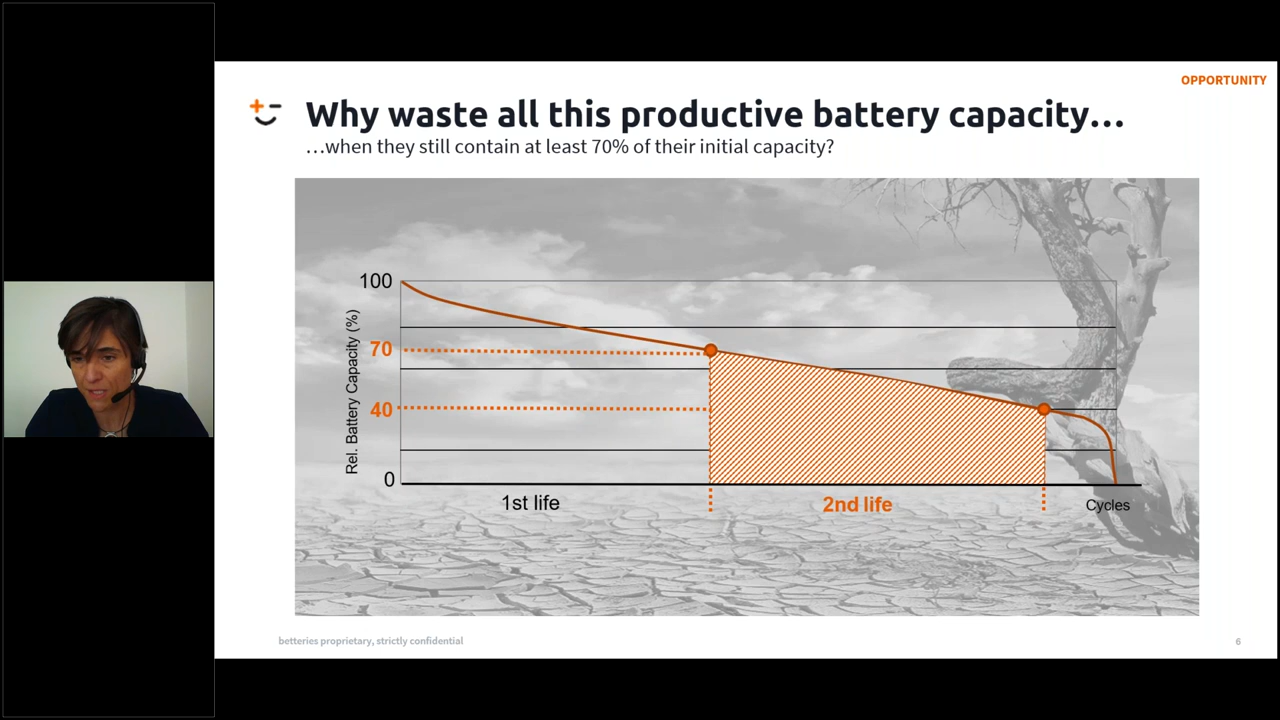 OPPORTUNITY
Why waste all this productive battery capacity…
…when they still contain at least 70% of their initial capacity?
100
70
40
0
Rel. Battery Capacity (%)
1st life
2nd life
Cycles
betteries proprietary, strictly confidential
6